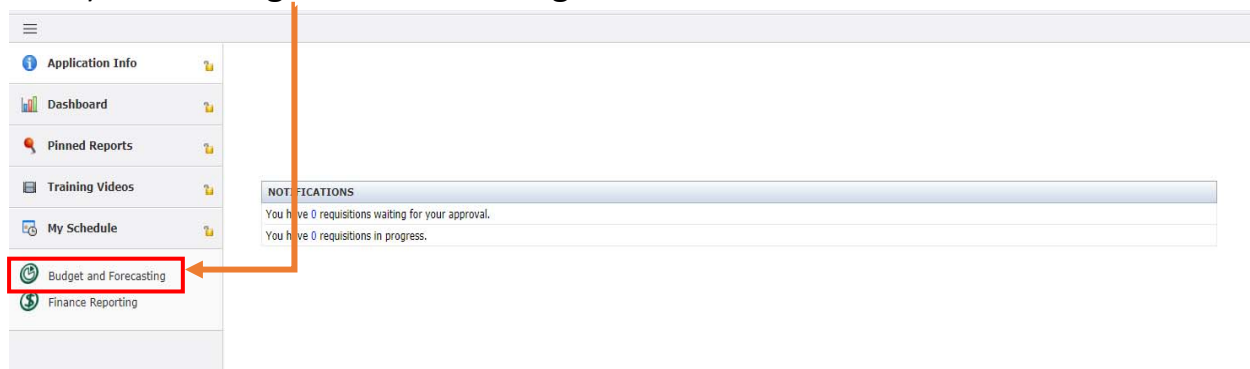 Application Info
Dashboard
Pinned Reports
Training Videos
My Schedule
Budget and Forecasting
Finance Reporting
NOTIFICATIONS
You have 0 requisitions waiting for your approval.
You have 0 requisitions in progress.